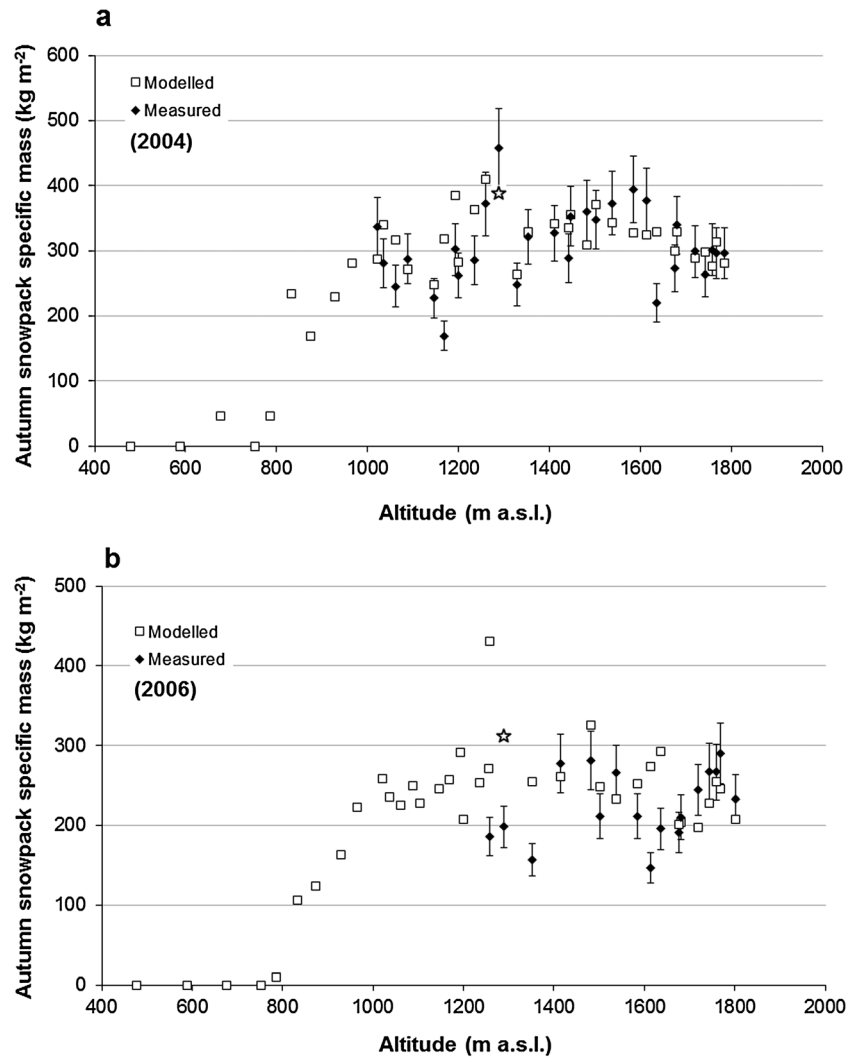 a
Autumn snowpack specific mass (kg m-2)
600
500
400
300
200
100
0
Modelled
Measured
(2004)
400 600 800 1000 1200 1400 1600 1800 2000
Altitude (m a.s.l.)
b
Autumn snowpack specific mass (kg m-2)
500
400
300
200
100
0
Modelled
Measured
(2006)
400 600 800 1000 1200 1400 1600 1800 2000
Altitude (m a.s.l.)